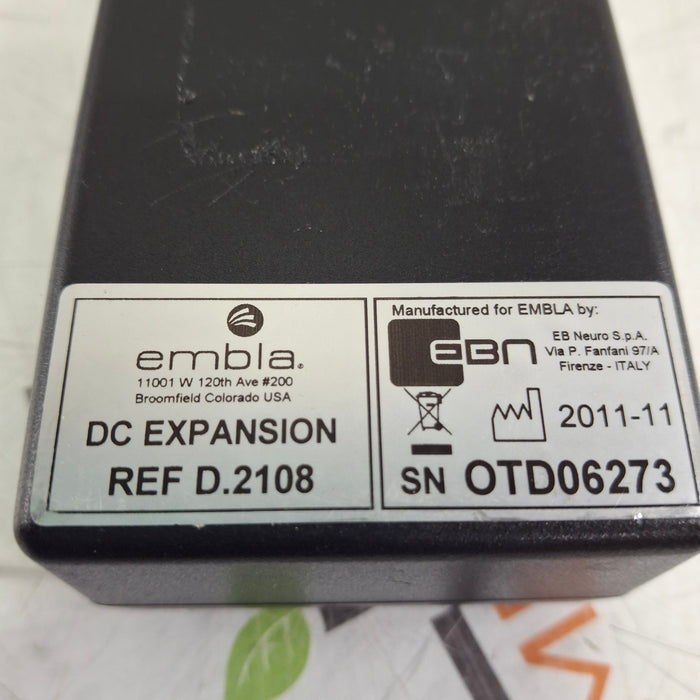 embla®
11001 W 120th Ave #200
Broomfield Colorado USA
DC EXPANSION
REF D.2108
Manufactured for EMBLA by:
EBN
EB Neuro S.p.A.
Via P. Fanfani 97/A
Firenze - ITALY
2011-11
SN OTD06273